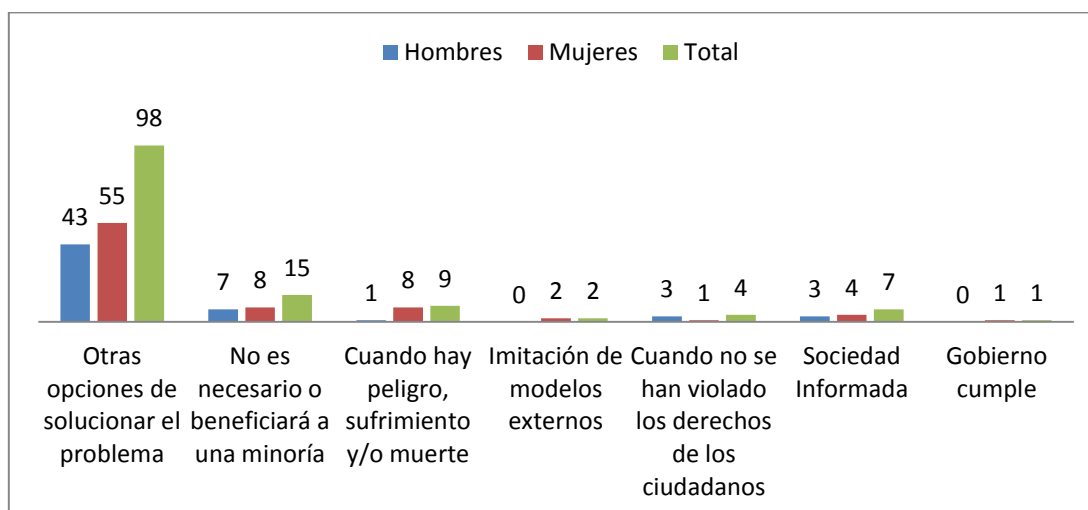 Hombres Mujeres Total
43 55 98
7 8 15
1 8 9
0 2 2
3 1 4
3 4 7
0 1 1
Otras
opciones de
solucionar el
problema
No es
necesario o
beneficiará a
una minoría
Cuando hay
peligro,
sufrimiento
y/o muerte
Imitación de
modelos
externos
Cuando no se
han violado
los derechos
de los
ciudadanos
Sociedad
Informada
Gobierno
cumple